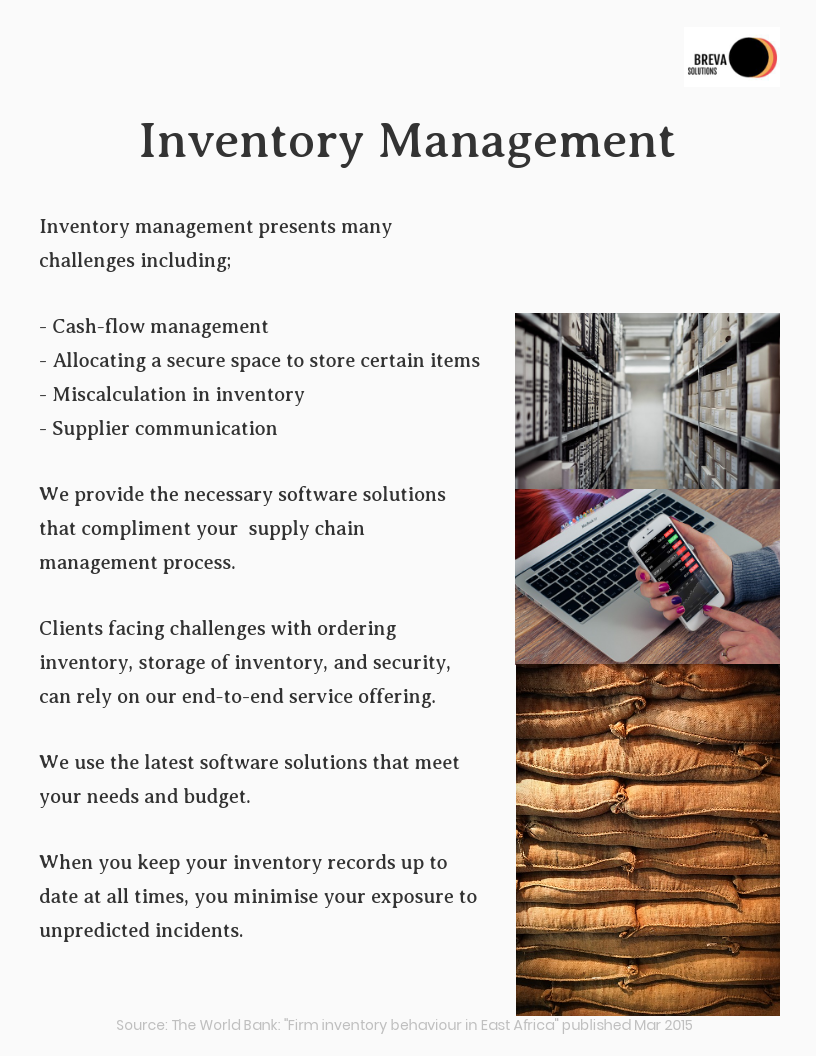 BREVA
SOLUTIONS
Inventory Management
Inventory management presents many
challenges including;
- Cash-flow management
- Allocating a secure space to store certain items
- Miscalculation in inventory
- Supplier communication
We provide the necessary software solutions
that compliment your  supply chain
management process.
Clients facing challenges with ordering
inventory, storage of inventory, and security,
can rely on our end-to-end service offering.
We use the latest software solutions that meet
your needs and budget.
When you keep your inventory records up to
date at all times, you minimise your exposure to
unpredicted incidents.
Source: The World Bank: "Firm inventory behaviour in East Africa" published Mar 2015